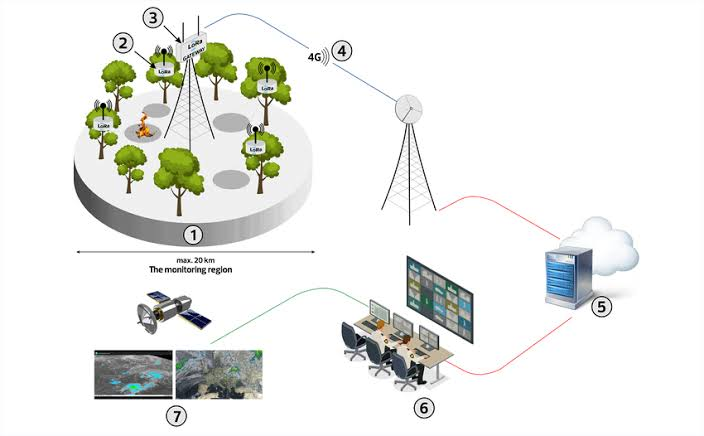 3
2
LoRa
GATEWAY
LoRa
4G
4
LoRa
LoRa
LoRa
1
max. 20 km
The monitoring region
5
6
7